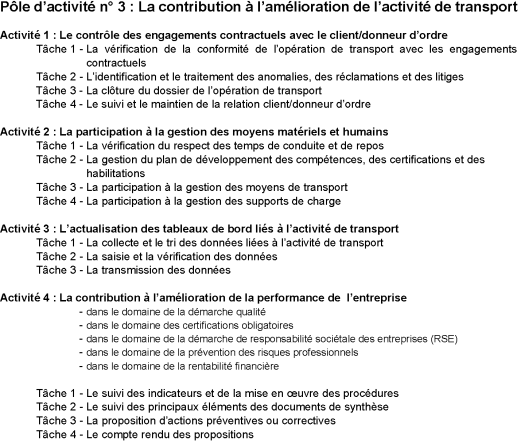 Pôle d’activité n° 3 : La contribution à l’amélioration de l’activité de transport
Activité 1 : Le contrôle des engagements contractuels avec le client/donneur d’ordre
Tâche 1 - La vérification de la conformité de l’opération de transport avec les engagements
contractuels
Tâche 2 - L’identification et le traitement des anomalies, des réclamations et des litiges
Tâche 3 - La clôture du dossier de l’opération de transport
Tâche 4 - Le suivi et le maintien de la relation client/donneur d’ordre
Activité 2 : La participation à la gestion des moyens matériels et humains
Tâche 1 - La vérification du respect des temps de conduite et de repos
Tâche 2 - La gestion du plan de développement des compétences, des certifications et des
habilitations
Tâche 3 - La participation à la gestion des moyens de transport
Tâche 4 - La participation à la gestion des supports de charge
Activité 3 : L’actualisation des tableaux de bord liés à l’activité de transport
Tâche 1 - La collecte et le tri des données liées à l’activité de transport
Tâche 2 - La saisie et la vérification des données
Tâche 3 - La transmission des données
Activité 4 : La contribution à l’amélioration de la performance de l’entreprise
- dans le domaine de la démarche qualité
- dans le domaine des certifications obligatoires
- dans le domaine de la démarche de responsabilité sociétale des entreprises (RSE)
- dans le domaine de la prévention des risques professionnels
- dans le domaine de la rentabilité financière
Tâche 1 - Le suivi des indicateurs et de la mise en œuvre des procédures
Tâche 2 - Le suivi des principaux éléments des documents de synthèse
Tâche 3 - La proposition d’actions préventives ou correctives
Tâche 4 - Le compte rendu des propositions